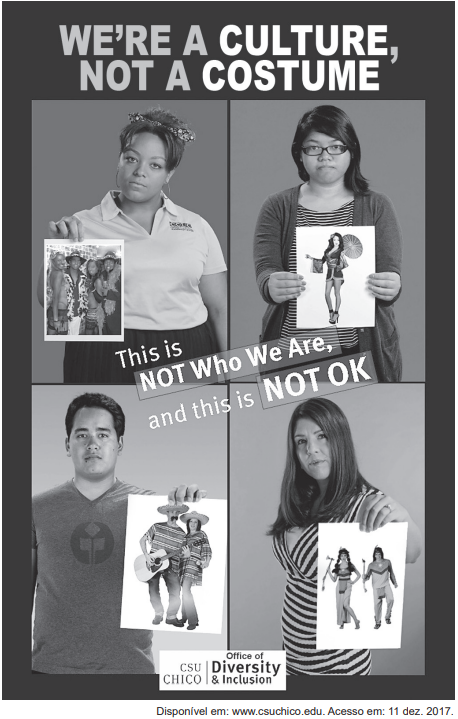 WE'RE A CULTURE,
NOT A COSTUME
This is
NOT Who We Are,
and this is NOT OK
CSU
CHICO
Office of
Diversity
& Inclusion
Disponível em: www.csuchico.edu. Acesso em: 11 dez. 2017.